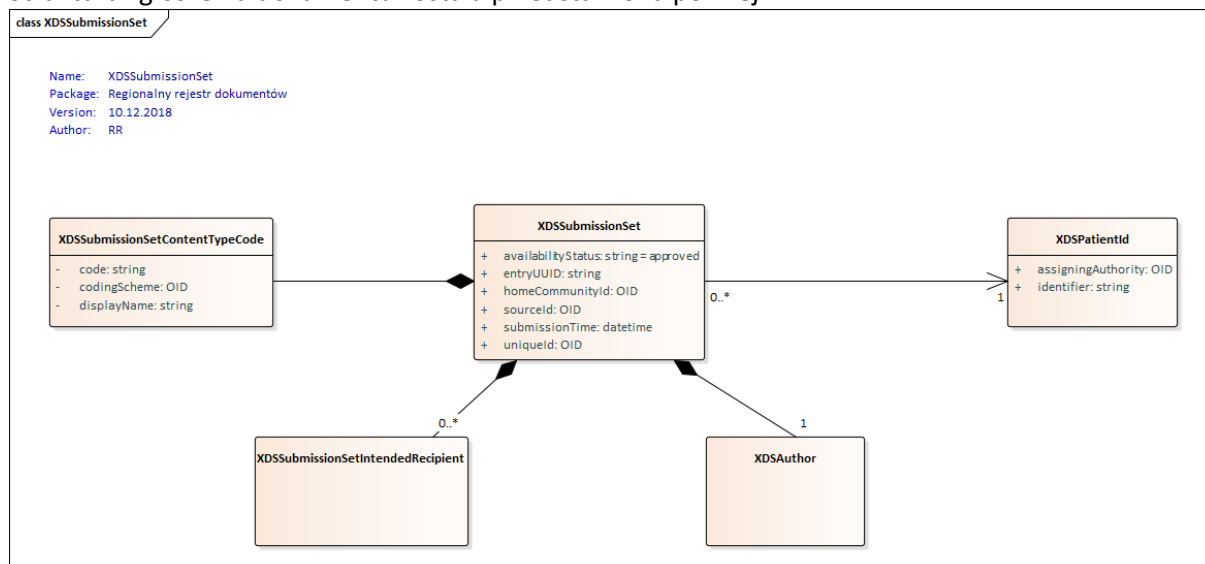 class XDSSubmissionSet
Name: XDSSubmissionSet
Package: Regionalny rejestr dokumentów
Version: 10.12.2018
Author: RR
XDSSubmissionSetContentTypeCode
- code: string
- codingScheme: OID
- displayName: string
XDSSubmissionSet
+ availabilityStatus: string = approved
+ entryUUID: string
+ homeCommunityId: OID
+ sourceId: OID
+ submissionTime: datetime
+ uniqueId: OID
0..*
1
XDSPatientId
+ assigningAuthority: OID
+ identifier: string
0..*
1
XDSSubmissionSetIntendedRecipient
XDSAuthor